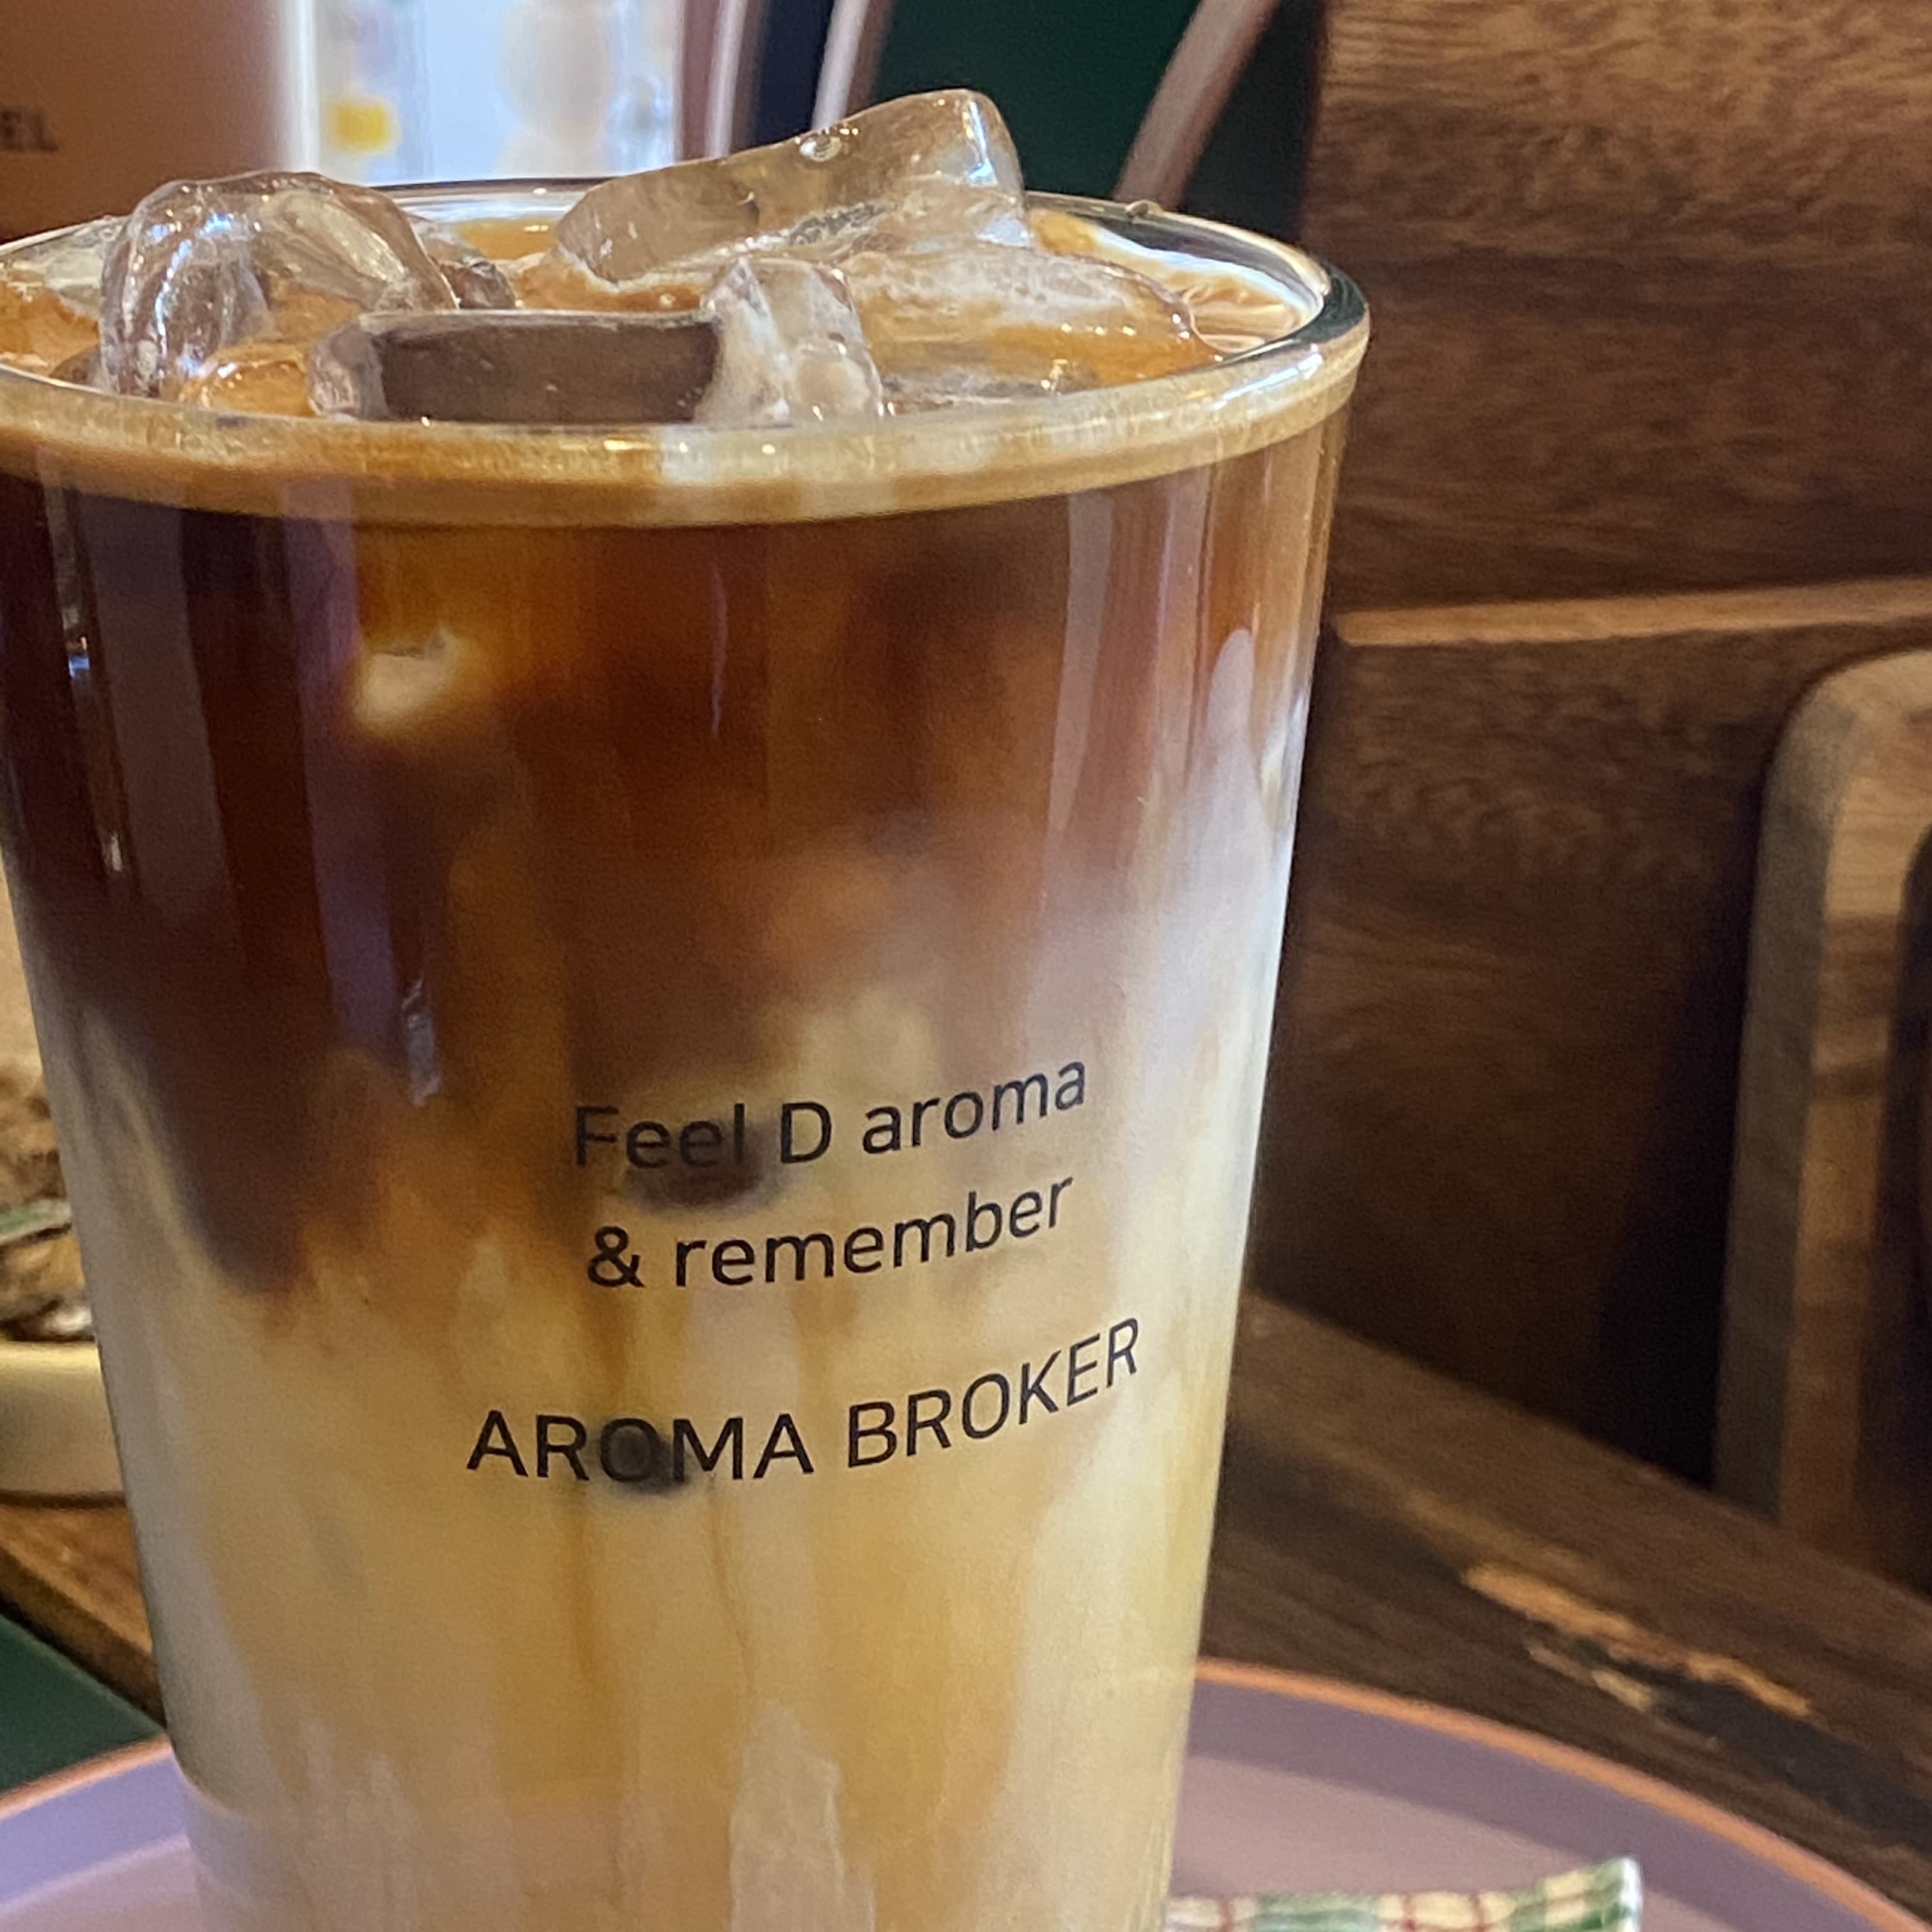 Feel D aroma
& remember
AROMA BROKER